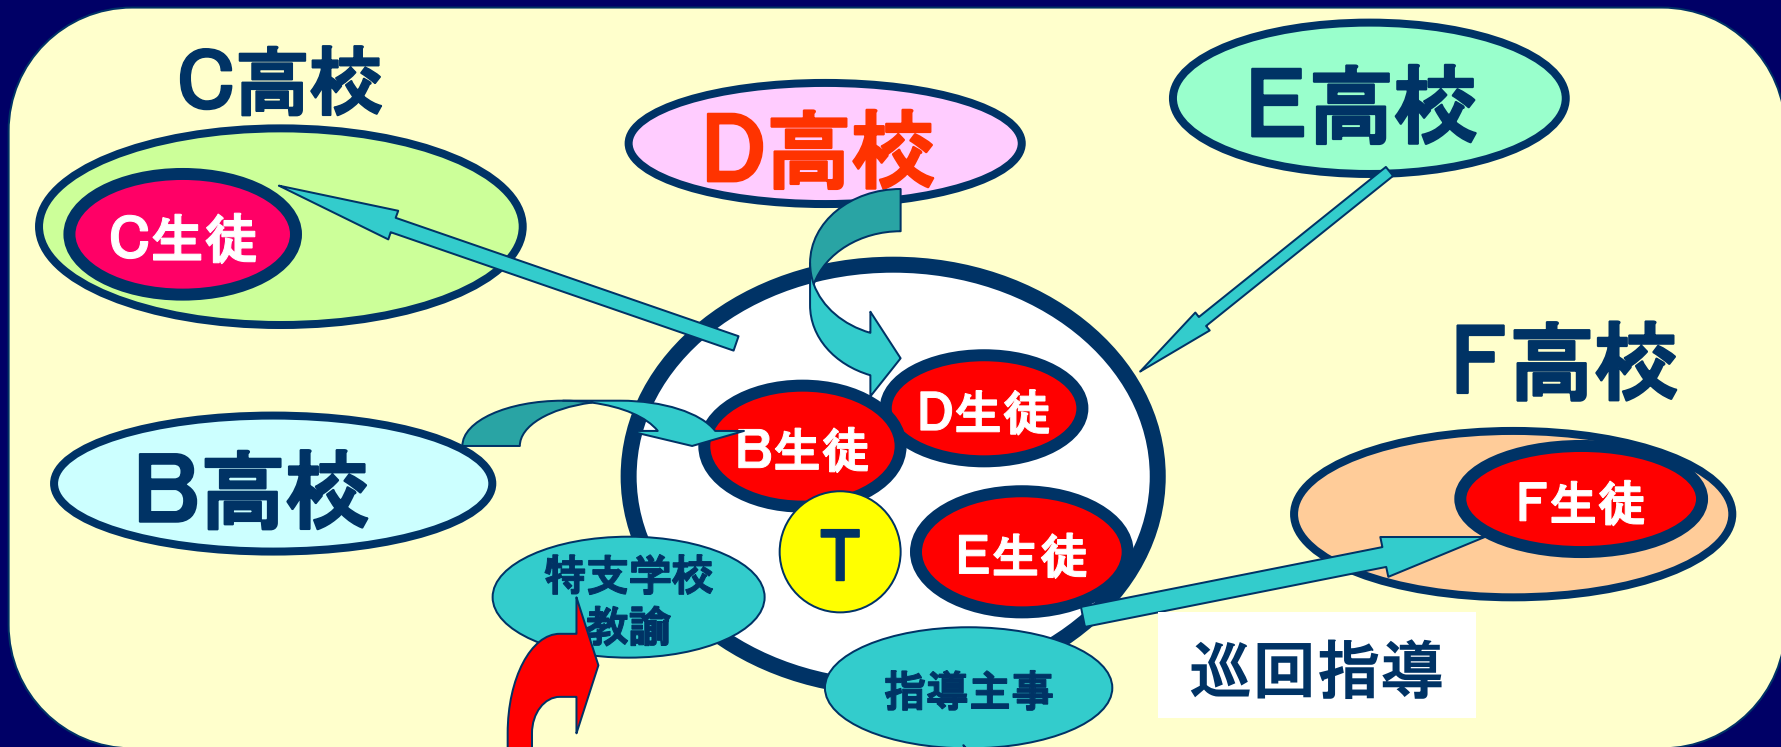 C高校
D高校
E高校
C生徒
F高校
D生徒
B生徒
B高校
F生徒
T
E生徒
特支学校
教諭
巡回指導
指導主事